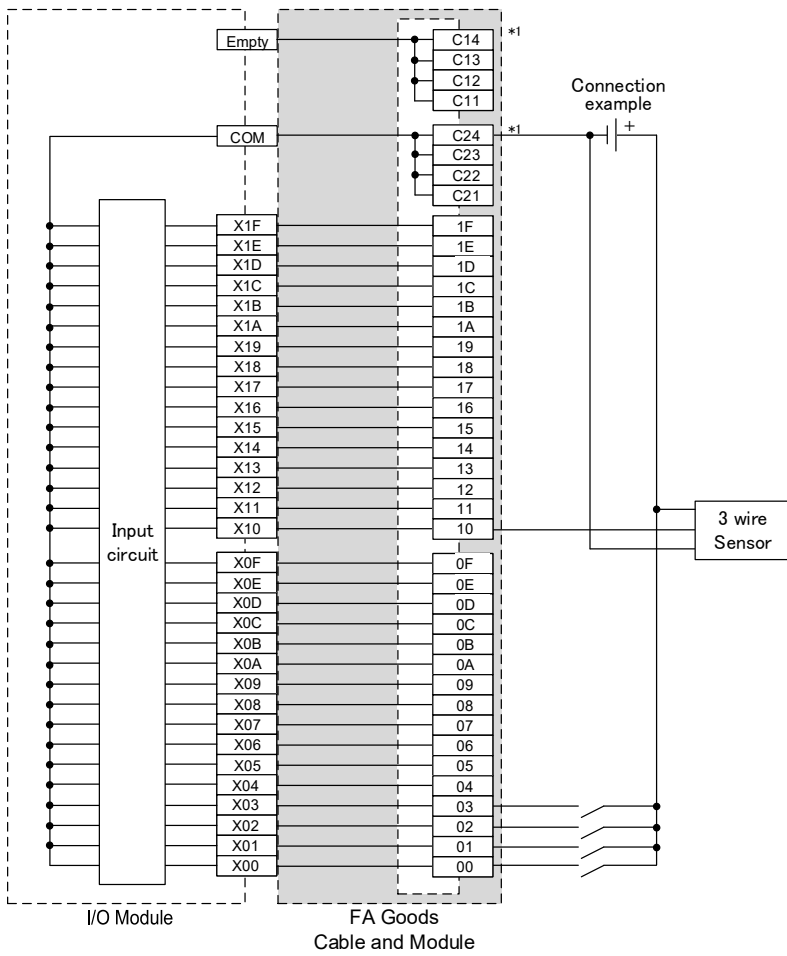 Empty C14 *1
C13
C12
C11
Connection
example
COM C24 *1 +
C23
C22
C21
X1F 1F
X1E 1E
X1D 1D
X1C 1C
X1B 1B
X1A 1A
X19 19
X18 18
X17 17
X16 16
X15 15
X14 14
X13 13
X12 12
X11 11
X10 10
Input
circuit
3 wire
Sensor
X0F 0F
X0E 0E
X0D 0D
X0C 0C
X0B 0B
X0A 0A
X09 09
X08 08
X07 07
X06 06
X05 05
X04 04
X03 03
X02 02
X01 01
X00 00
I/O Module
FA Goods
Cable and Module